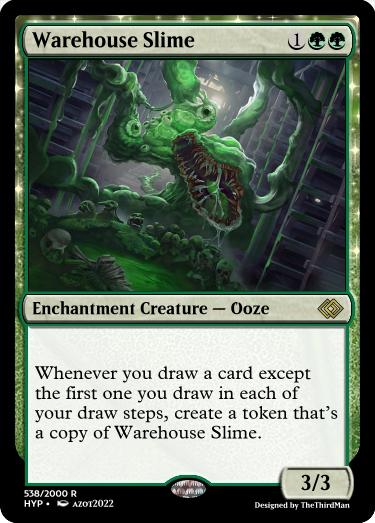 Warehouse Slime 1
Enchantment Creature — Ooze
Whenever you draw a card except
the first one you draw in each of
your draw steps, create a token that's
a copy of Warehouse Slime.
3/3
538/2000 R
HYP • AZOT2022
Designed by TheThirdMan